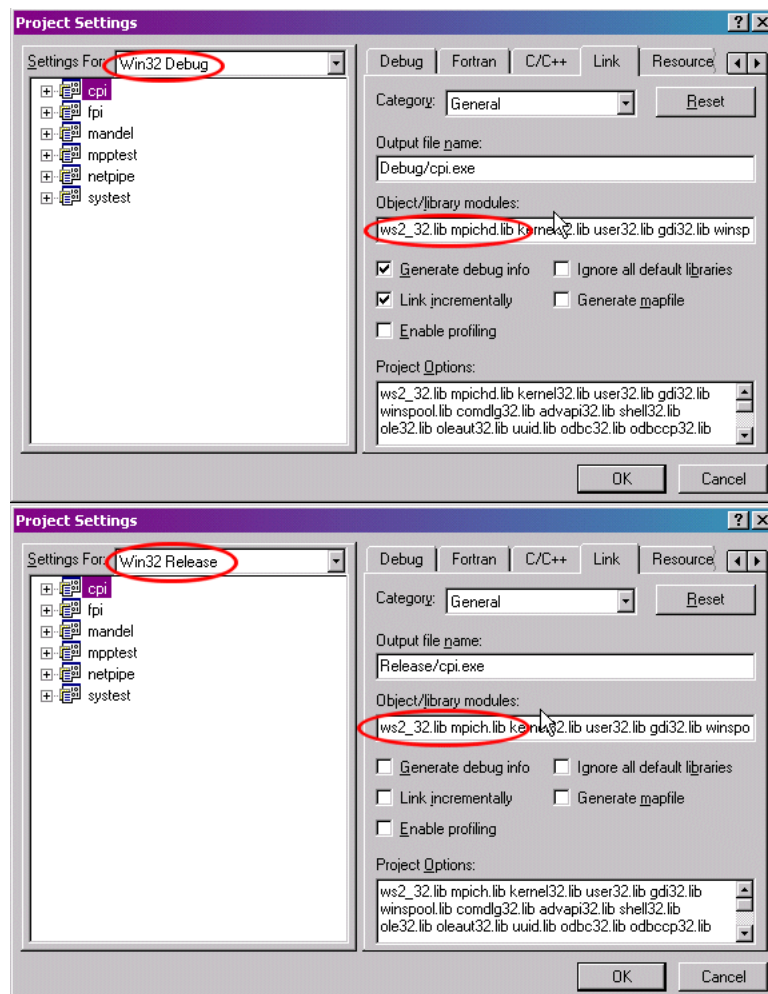 Project Settings
Settings For: Win32 Debug
cpi
fpi
mandel
mpptest
netpipe
systest
Debug Fortran C/C++ Link Resource
Category: General Reset
Output file name:
Debug/cpi.exe
Object/library modules:
ws2_32.lib mpichd.lib kernel32.lib user32.lib gdi32.lib winsp
Generate debug info Ignore all default libraries
Link incrementally Generate mapfile
Enable profiling
Project Options:
ws2_32.lib mpichd.lib kernel32.lib user32.lib gdi32.lib
winspool.lib comdlg32.lib advapi32.lib shell32.lib
ole32.lib oleaut32.lib uuid.lib odbc32.lib odbccp32.lib
OK Cancel
Project Settings
Settings For: Win32 Release
cpi
fpi
mandel
mpptest
netpipe
systest
Debug Fortran C/C++ Link Resource
Category: General Reset
Output file name:
Release/cpi.exe
Object/library modules:
ws2_32.lib mpich.lib kernel32.lib user32.lib gdi32.lib winspo
Generate debug info Ignore all default libraries
Link incrementally Generate mapfile
Enable profiling
Project Options:
ws2_32.lib mpich.lib kernel32.lib user32.lib gdi32.lib
winspool.lib comdlg32.lib advapi32.lib shell32.lib
ole32.lib oleaut32.lib uuid.lib odbc32.lib odbccp32.lib
OK Cancel